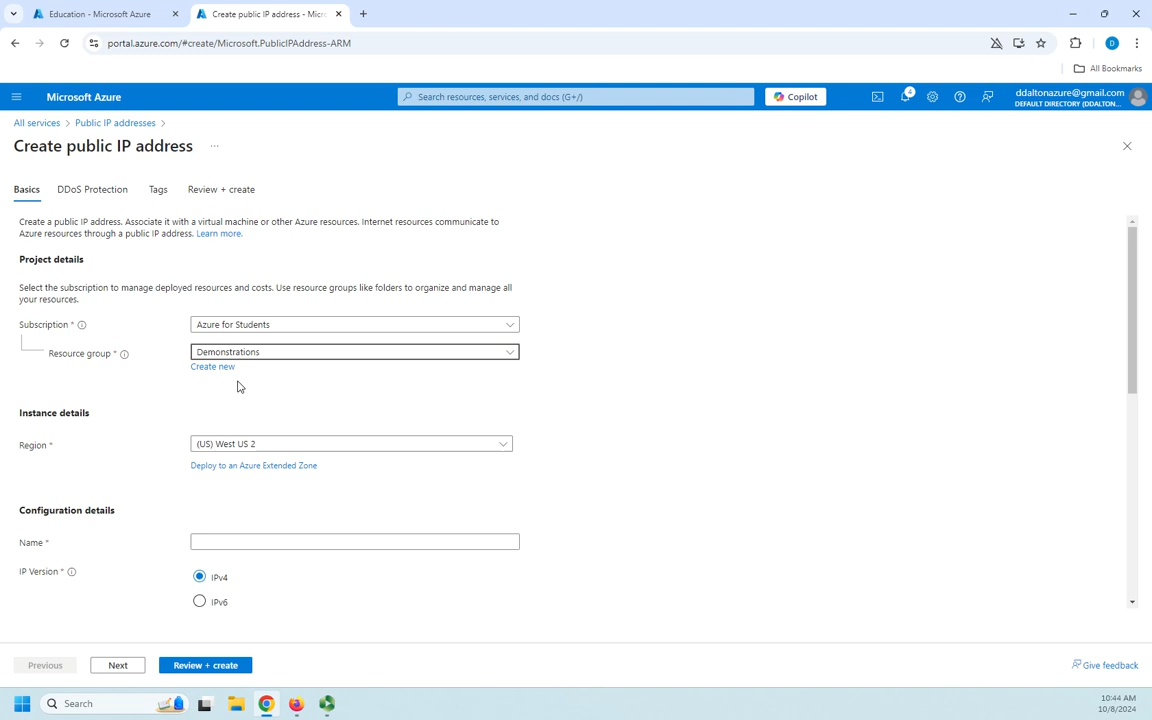 Education - Microsoft Azure
Create public IP address - Micro
portal.azure.com/#create/Microsoft.PublicIPAddress-ARM
D
All Bookmarks
Microsoft Azure
Search resources, services, and docs (G+/)
Copilot
4
ddaltonazure@gmail.com
DEFAULT DIRECTORY (DDALTON...
All services > Public IP addresses >
Create public IP address ...
Basics
DDoS Protection
Tags
Review + create
Create a public IP address. Associate it with a virtual machine or other Azure resources. Internet resources communicate to
Azure resources through a public IP address. Learn more.
Project details
Select the subscription to manage deployed resources and costs. Use resource groups like folders to organize and manage all
your resources.
Subscription *
Azure for Students
Resource group *
Demonstrations
Create new
Instance details
Region *
(US) West US 2
Deploy to an Azure Extended Zone
Configuration details
Name *
IP Version *
IPv4
IPv6
Previous
Next
Review + create
Give feedback
Search
10:44 AM
10/8/2024